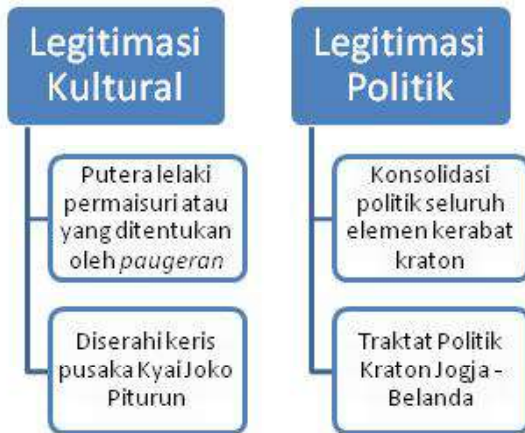 Legitimasi
Kultural
Putera lelaki
permaisuri atau
yang ditentukan
oleh paugeran
Diserahi keris
pusaka Kyai Joko
Piturun
Legitimasi
Politik
Konsolidasi
politik seluruh
elemen kerabat
kraton
Traktat Politik
Kraton Jogja -
Belanda